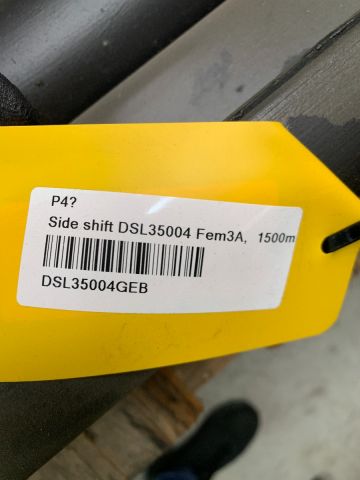 P4?
Side shift DSL35004 Fem3A, 1500m
DSL35004GEB